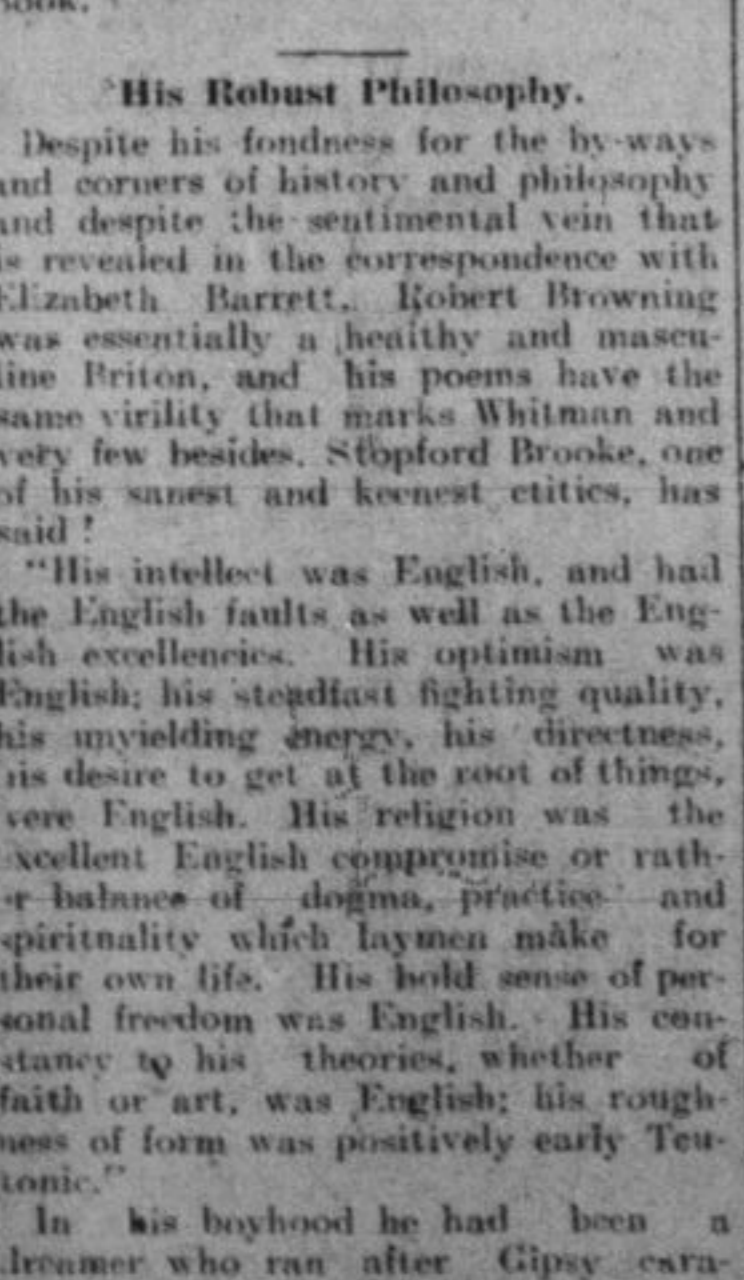 book.
His Robust Philosophy.
Despite his fondness for the by-ways
and corners of history and philosophy
and despite the sentimental vein that
is revealed in the correspondence with
Elizabeth Barrett, Robert Browning
was essentially a healthy and mascu-
line Briton, and his poems have the
same virility that marks Whitman and
very few besides. Stopford Brooke, one
of his sanest and keenest ctitics, has
said !
"His intellect was English, and had
the English faults as well as the Eng-
lish excellencies. His optimism was
English; his steadfast fighting quality,
his unyielding energy, his directness,
his desire to get at the root of things,
were English. His religion was the
excellent English compromise or rath-
er balance of dogma, practice and
spirituality which laymen make for
their own life. His bold sense of per-
sonal freedom was English. His con-
stancy to his theories, whether of
faith or art, was English; his rough-
ness of form was positively early Teu-
tonic."
In his boyhood he had been a
dreamer who ran after Gipsy cara-